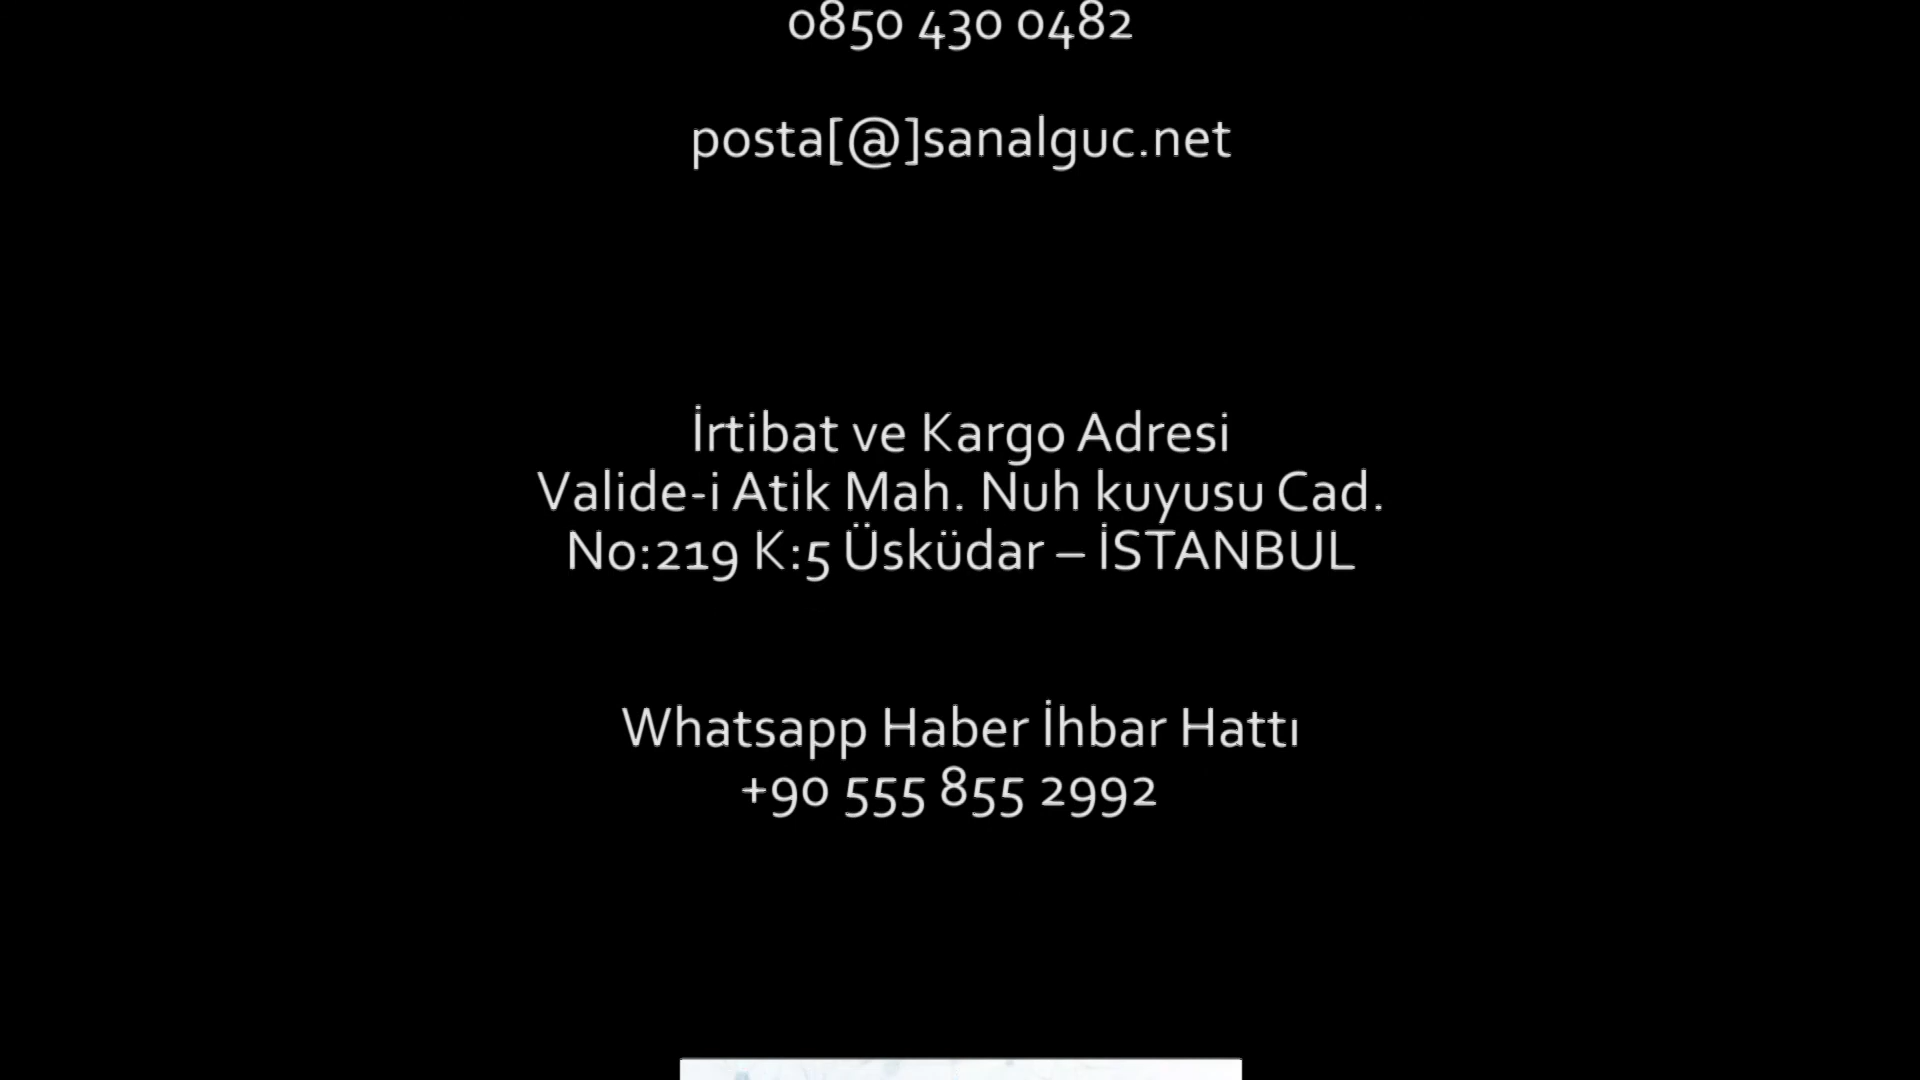 0850 430 0482
posta[@]sanalguc.net
İrtibat ve Kargo Adresi
Valide-i Atik Mah. Nuh kuyusu Cad.
No:219 K:5 Üsküdar – İSTANBUL
Whatsapp Haber İhbar Hattı
+90 555 855 2992